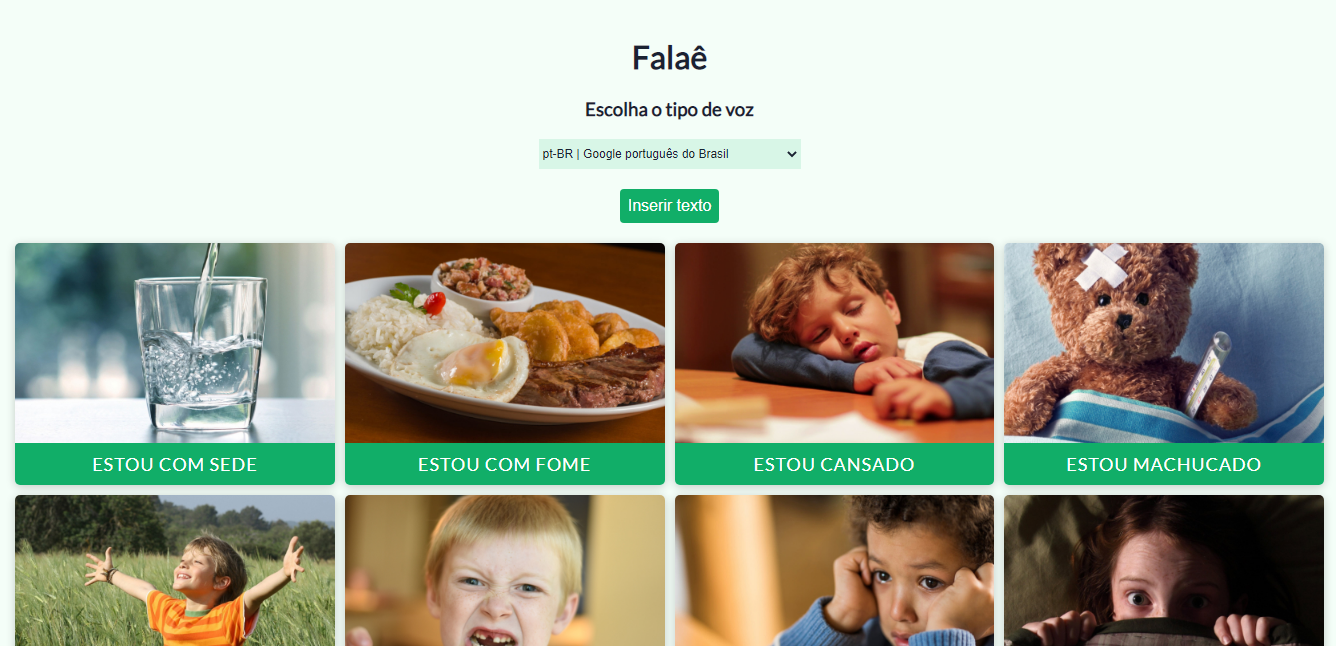 Falaê
Escolha o tipo de voz
pt-BR | Google português do Brasil
Inserir texto
ESTOU COM SEDE
ESTOU COM FOME
ESTOU CANSADO
ESTOU MACHUCADO